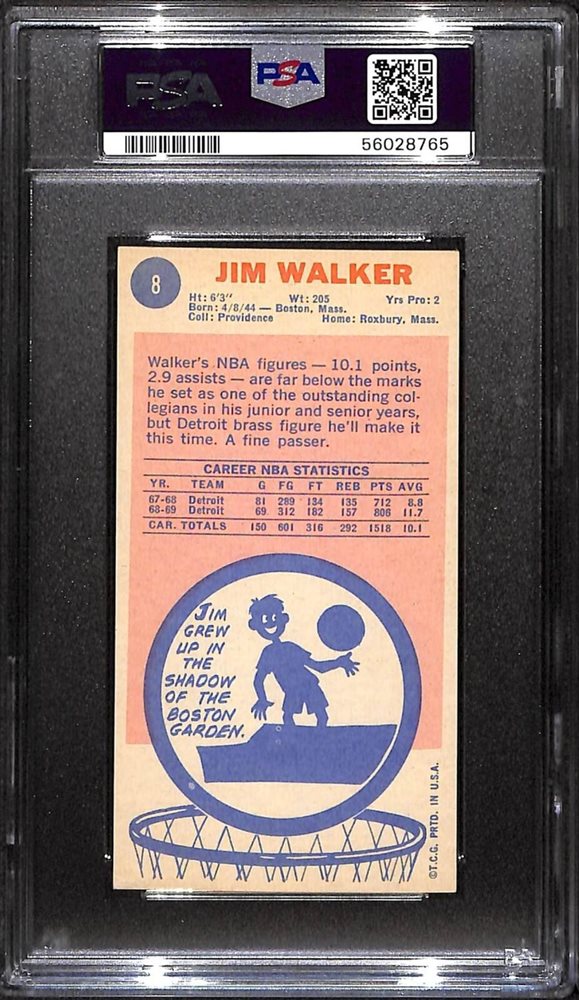 PSA
PSA
56028765
8
JIM WALKER
Ht: 6'3" Wt: 205 Yrs Pro: 2
Born: 4/8/44 — Boston, Mass.
Coll: Providence Home: Roxbury, Mass.
Walker's NBA figures — 10.1 points,
2.9 assists — are far below the marks
he set as one of the outstanding col-
legians in his junior and senior years,
but Detroit brass figure he'll make it
this time. A fine passer.
CAREER NBA STATISTICS
YR. TEAM G FG FT REB PTS AVG
67-68 Detroit 81 289 134 135 712 8.8
68-69 Detroit 69 312 182 157 806 11.7
CAR. TOTALS 150 601 316 292 1518 10.1
JIM
GREW
UP IN
THE
SHADOW
OF THE
BOSTON
GARDEN.
©T.C.G. PRTD. IN U.S.A.
PSA